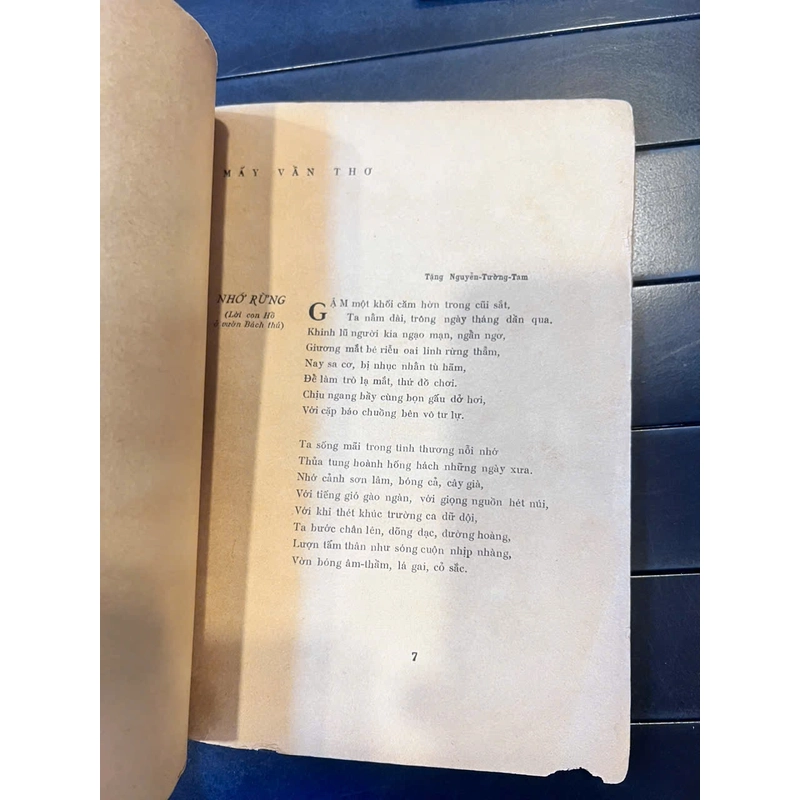 MẤY VẦN THƠ
Tặng Nguyễn-Tường-Tam
NHỚ RỪNG
(Lời con Hổ
ở vườn Bách thú)
GẬM một khối căm hờn trong cũi sắt,
Ta nằm dài, trông ngày tháng dần qua.
Khinh lũ người kia ngạo mạn, ngẩn ngơ,
Giương mắt bé riễu oai linh rừng thẳm,
Nay sa cơ, bị nhục nhằn tù hãm,
Để làm trò lạ mắt, thứ đồ chơi.
Chịu ngang bầy cùng bọn gấu dở hơi,
Với cặp báo chuồng bên vô tư lự.
Ta sống mãi trong tình thương nỗi nhớ
Thủa tung hoành hống hách những ngày xưa.
Nhớ cảnh sơn lâm, bóng cả, cây già,
Với tiếng gió gào ngàn, với giọng nguồn hét núi,
Với khi thét khúc trường ca dữ dội,
Ta bước chân lên, dõng dạc, đường hoàng,
Lượn tấm thân như sóng cuộn nhịp nhàng,
Vờn bóng âm-thầm, lá gai, cỏ sắc.
7